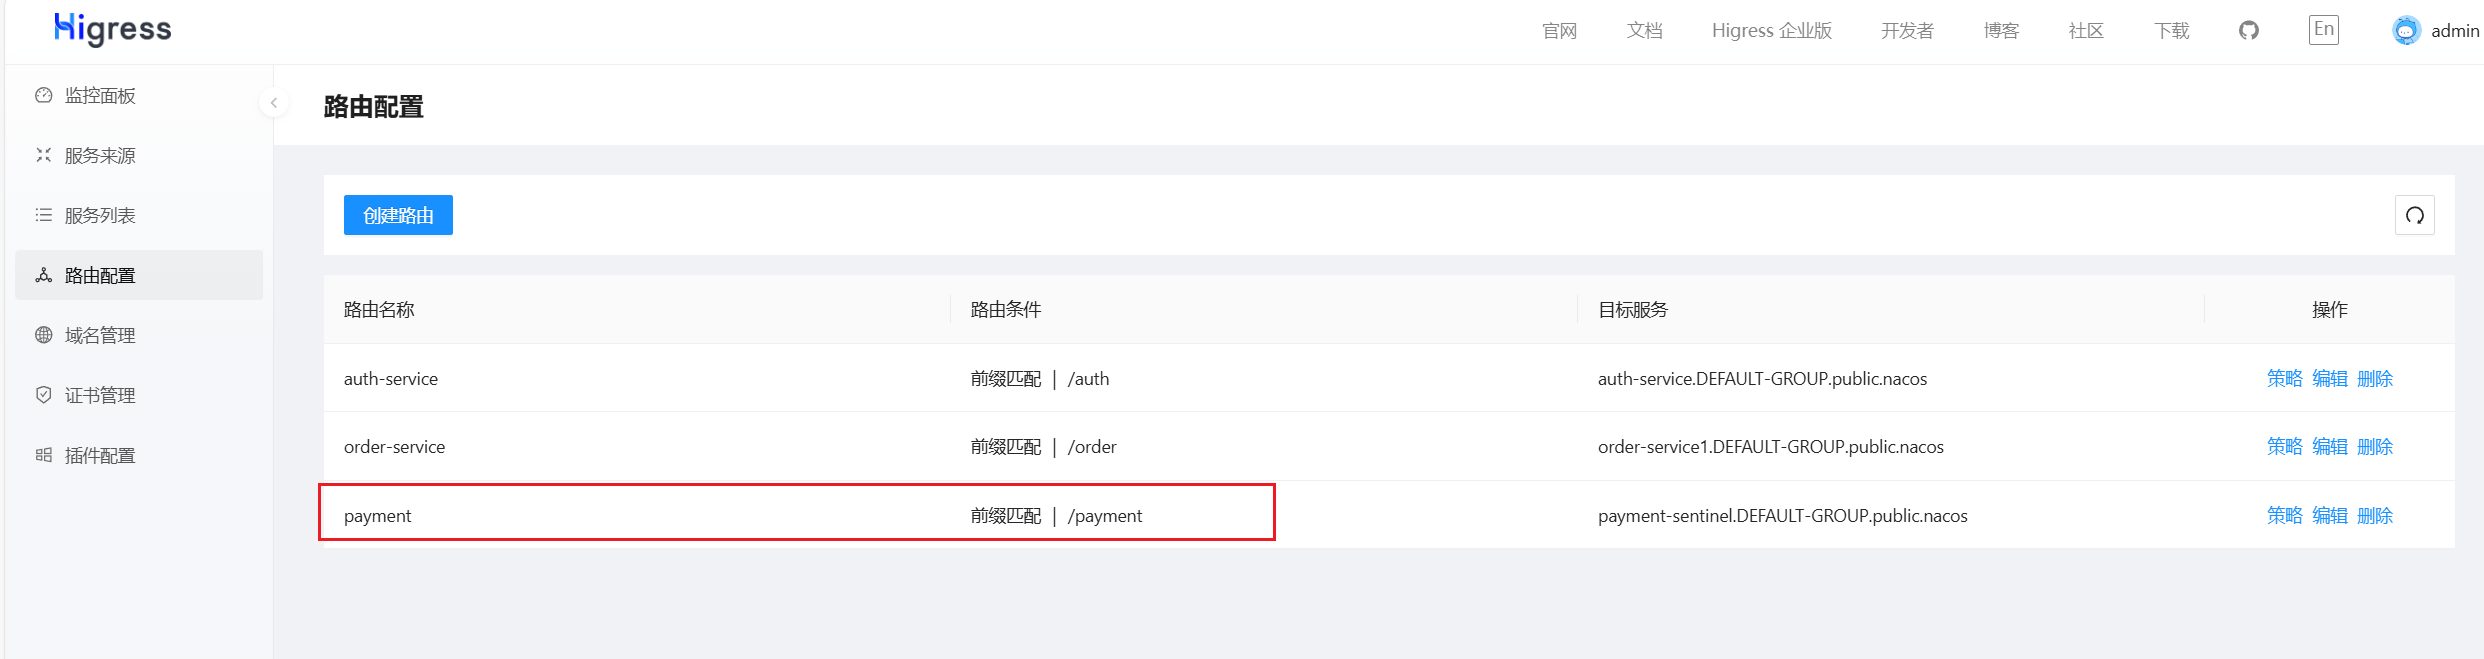 Higress
官网 文档 Higress 企业版 开发者 博客 社区 下载 En admin
监控面板
服务来源
服务列表
路由配置
域名管理
证书管理
插件配置
路由配置
创建路由
路由名称 路由条件 目标服务 操作
auth-service 前缀匹配 | /auth auth-service.DEFAULT-GROUP.public.nacos 策略 编辑 删除
order-service 前缀匹配 | /order order-service1.DEFAULT-GROUP.public.nacos 策略 编辑 删除
payment 前缀匹配 | /payment payment-sentinel.DEFAULT-GROUP.public.nacos 策略 编辑 删除